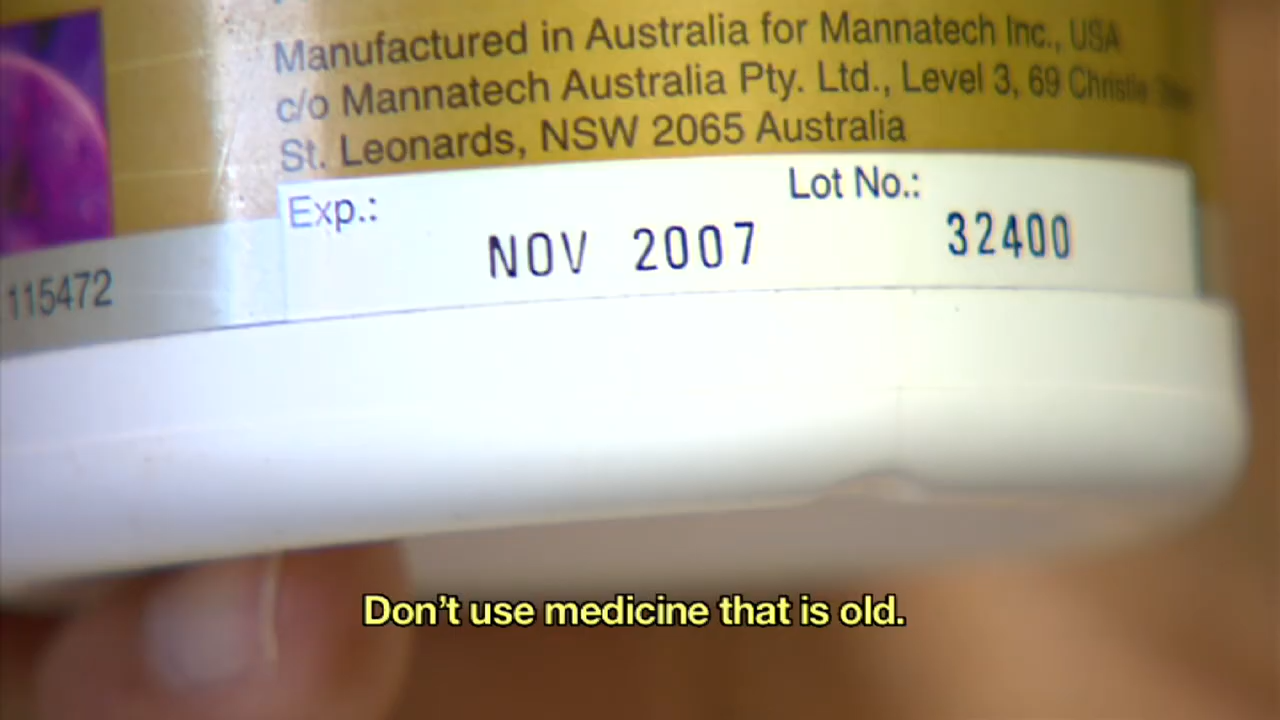 Manufactured in Australia for Mannatech Inc., USA
c/o Mannatech Australia Pty. Ltd., Level 3, 69 Christie
St. Leonards, NSW 2065 Australia
Exp.:
Lot No.:
NOV 2007
32400
115472
Don't use medicine that is old.